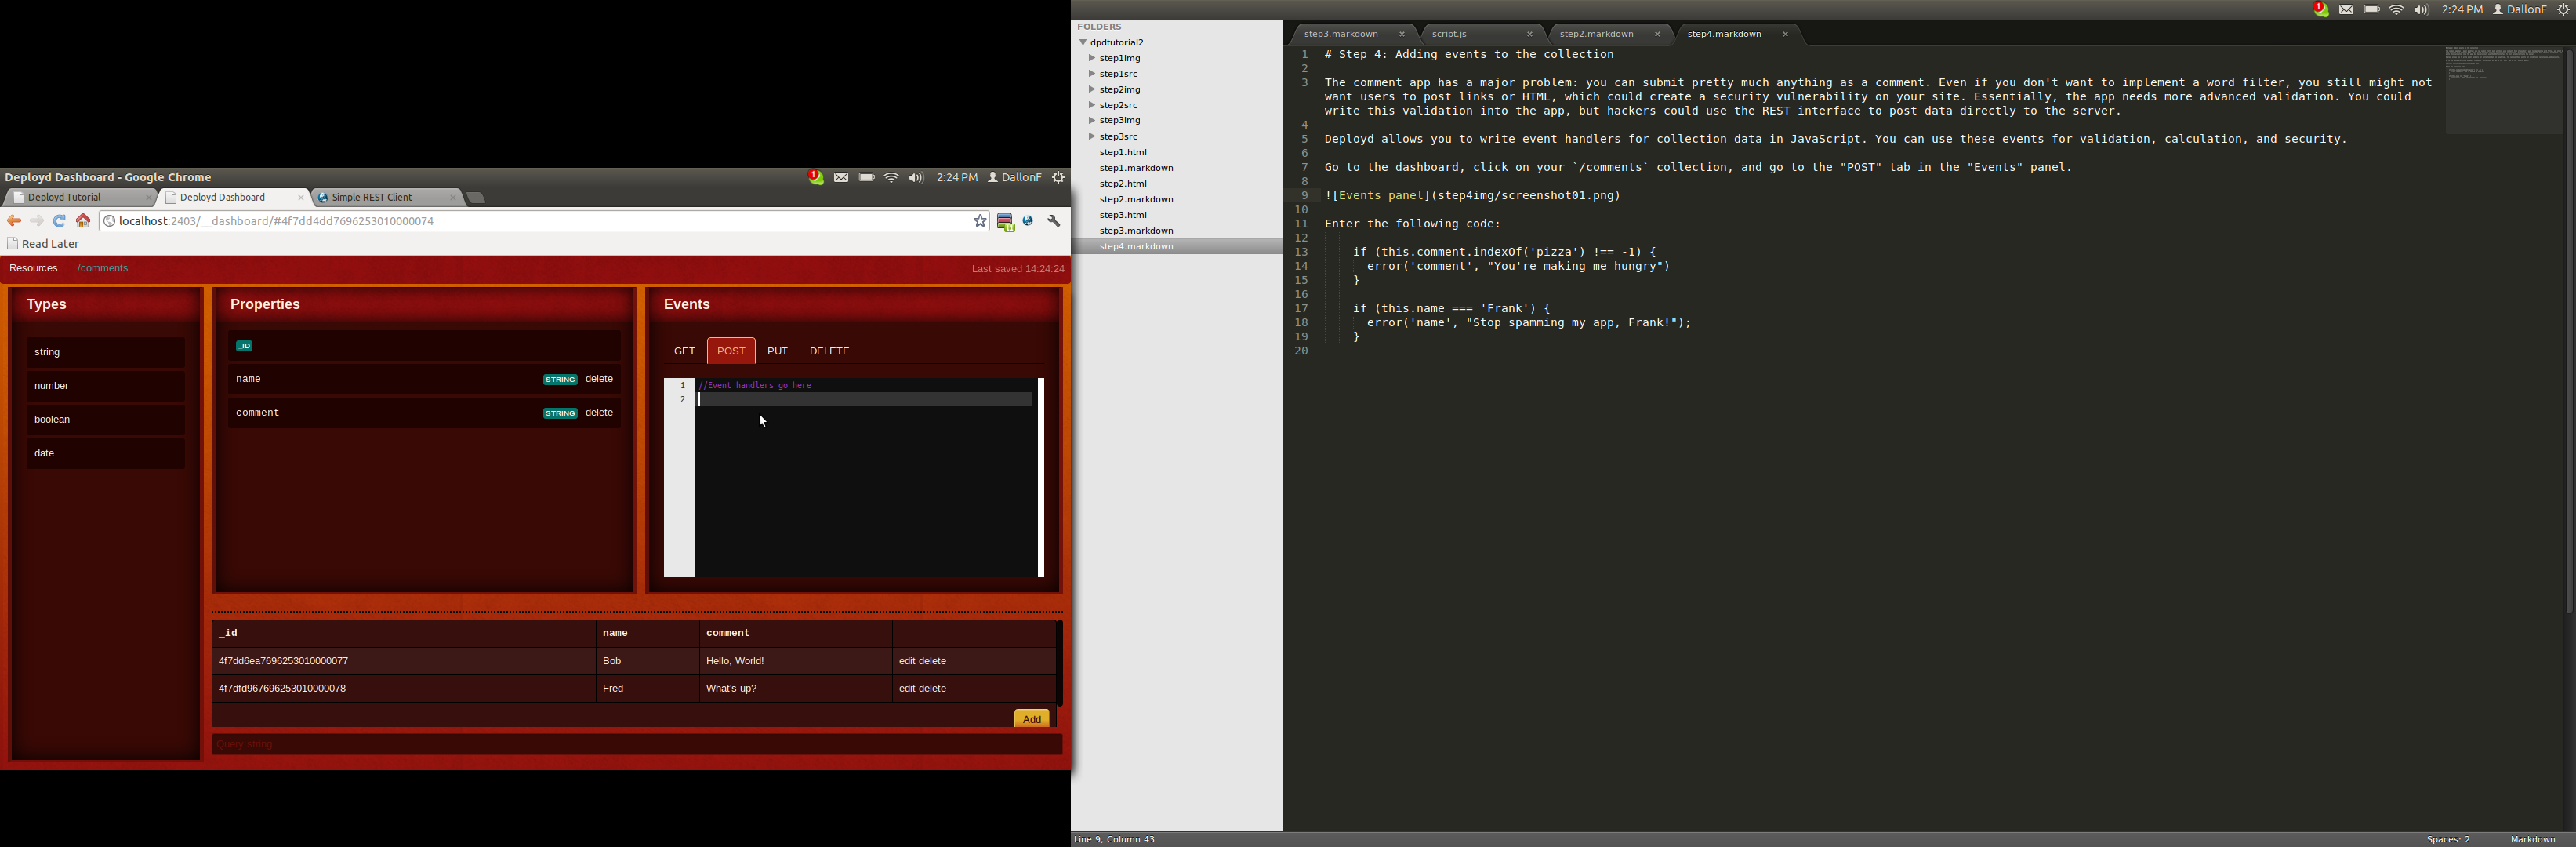 Deployd Dashboard - Google Chrome
1
2:24 PM
DallonF
Deployd Tutorial
Deployd Dashboard
Simple REST Client
localhost:2403/__dashboard/#4f7dd4dd7696253010000074
11
Read Later
Resources
/comments
Last saved 14:24:24
Types
string
number
boolean
date
Properties
_ID
name STRING delete
comment STRING delete
Events
GET POST PUT DELETE
1 //Event handlers go here
2
_id name comment
4f7dd6ea7696253010000077 Bob Hello, World! edit delete
4f7dfd967696253010000078 Fred What's up? edit delete
Add
Query string
1
2:24 PM
DallonF
FOLDERS
dpdtutorial2
step1img
step1src
step2img
step2src
step3img
step3src
step1.html
step1.markdown
step2.html
step2.markdown
step3.html
step3.markdown
step4.markdown
step3.markdown
script.js
step2.markdown
step4.markdown
1 # Step 4: Adding events to the collection
2
3 The comment app has a major problem: you can submit pretty much anything as a comment. Even if you don't want to implement a word filter, you still might not
want users to post links or HTML, which could create a security vulnerability on your site. Essentially, the app needs more advanced validation. You could
write this validation into the app, but hackers could use the REST interface to post data directly to the server.
4
5 Deployd allows you to write event handlers for collection data in JavaScript. You can use these events for validation, calculation, and security.
6
7 Go to the dashboard, click on your `/comments` collection, and go to the "POST" tab in the "Events" panel.
8
9 ![Events panel](step4img/screenshot01.png)
10
11 Enter the following code:
12
13 if (this.comment.indexOf('pizza') !== -1) {
14 error('comment', "You're making me hungry")
15 }
16
17 if (this.name === 'Frank') {
18 error('name', "Stop spamming my app, Frank!");
19 }
20
Line 9, Column 43
Spaces: 2
Markdown